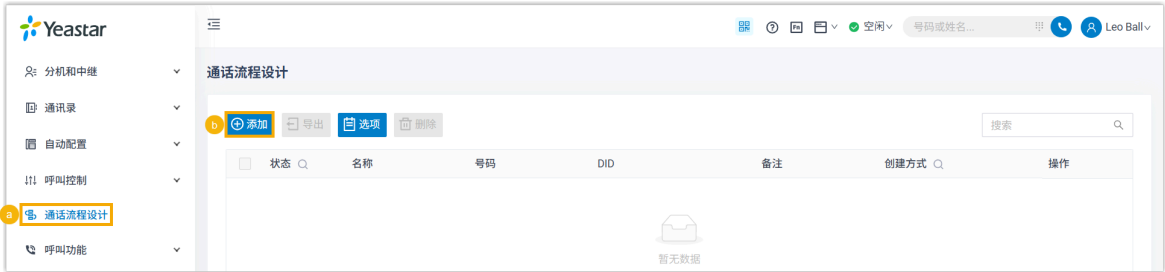 Yeastar
Fn 空闲 号码或姓名... Leo Ball
分机和中继
通话流程设计
通讯录
b 添加 导出 选项 删除 搜索
自动配置
状态 名称 号码 DID 备注 创建方式 操作
呼叫控制
a 通话流程设计
呼叫功能
暂无数据